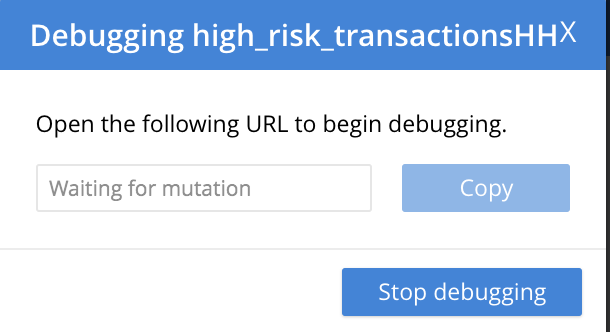 Debugging high_risk_transactionsHH X
Open the following URL to begin debugging.
Waiting for mutation Copy
Stop debugging